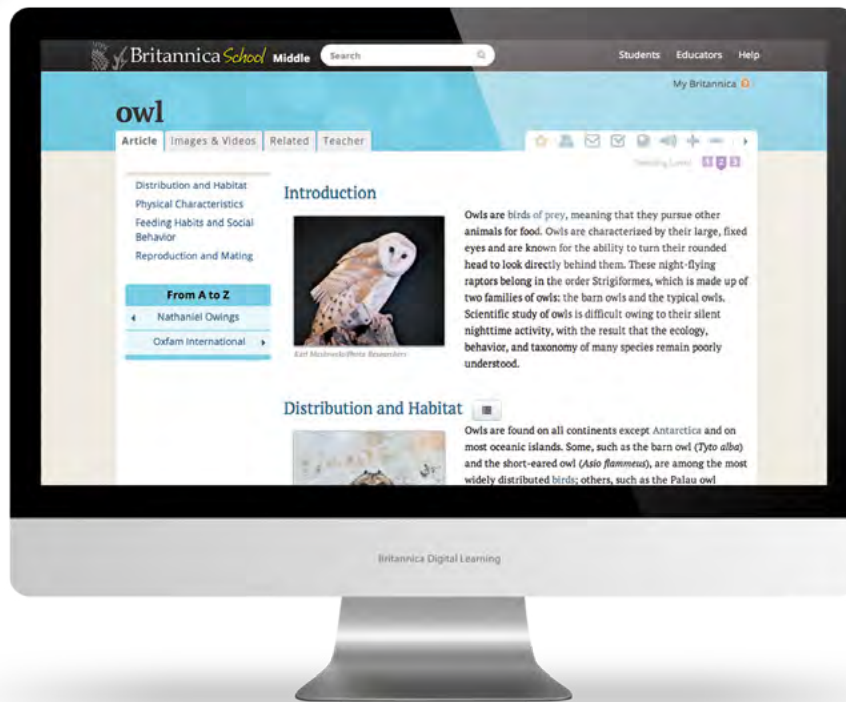 Britannica School Middle
Search
Students Educators Help
My Britannica
owl
Article Images & Videos Related Teacher
Reading Level 1 2 3
Distribution and Habitat
Physical Characteristics
Feeding Habits and Social
Behavior
Reproduction and Mating
From A to Z
Nathaniel Owings
Oxfam International
Introduction
Owls are birds of prey, meaning that they pursue other
animals for food. Owls are characterized by their large, fixed
eyes and are known for the ability to turn their rounded
head to look directly behind them. These night-flying
raptors belong in the order Strigiformes, which is made up of
two families of owls: the barn owls and the typical owls.
Scientific study of owls is difficult owing to their silent
nighttime activity, with the result that the ecology,
behavior, and taxonomy of many species remain poorly
understood.
Karl Maslowski/Photo Researchers
Distribution and Habitat
Owls are found on all continents except Antarctica and on
most oceanic islands. Some, such as the barn owl (Tyto alba)
and the short-eared owl (Asio flammeus), are among the most
widely distributed birds; others, such as the Palau owl
Britannica Digital Learning